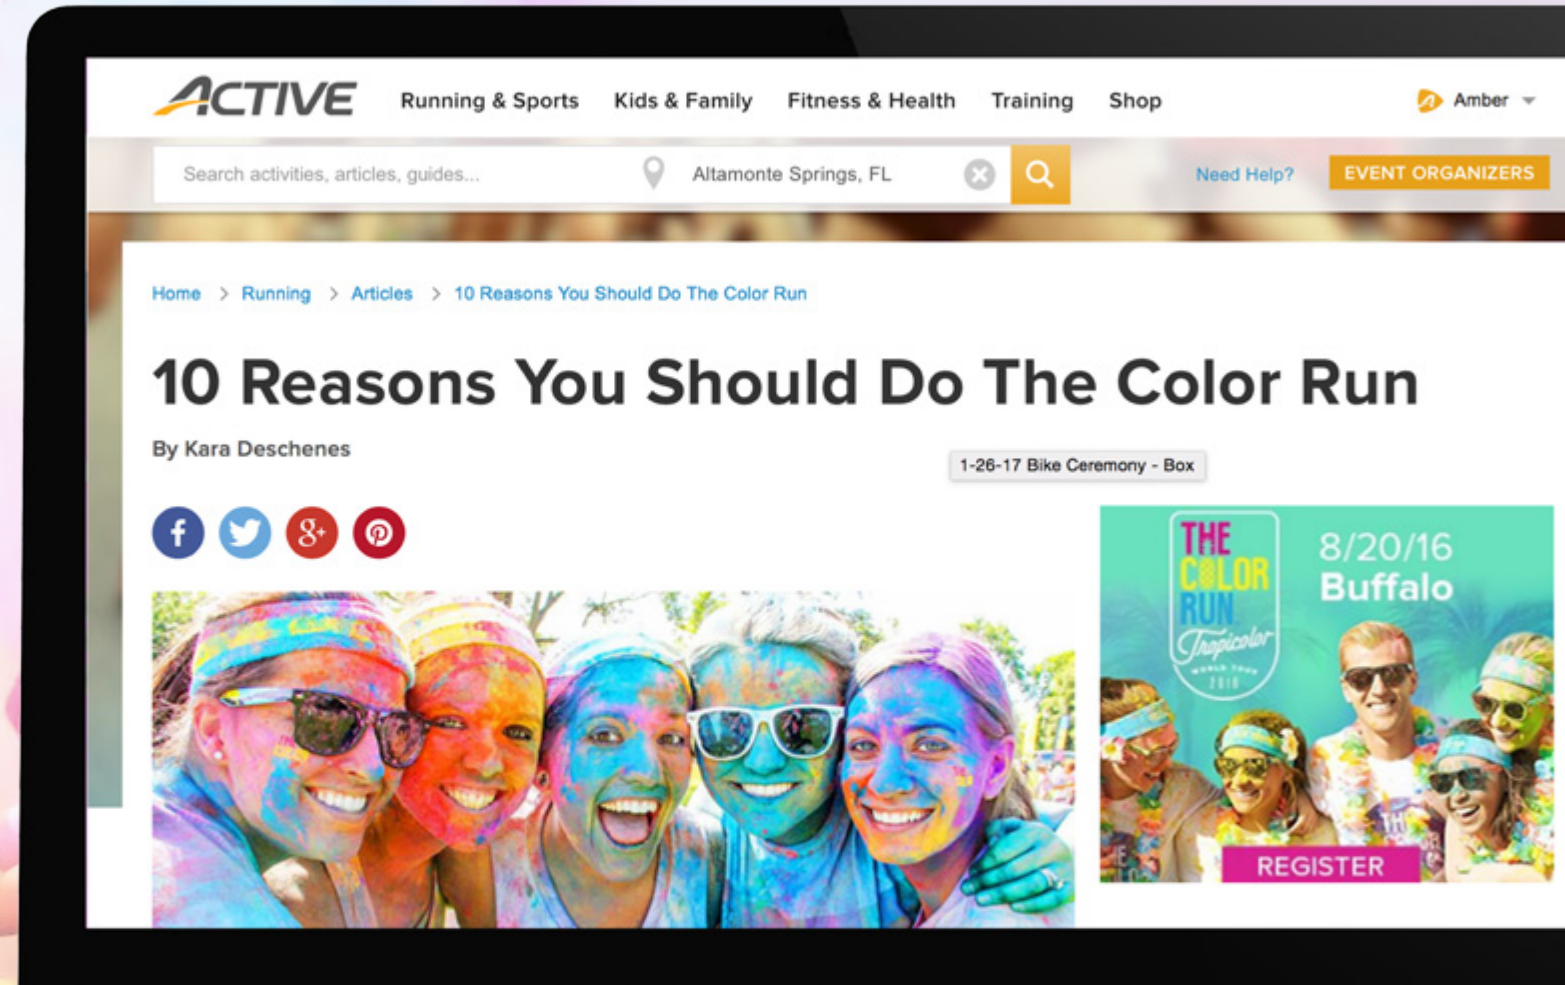 ACTIVE
Running & Sports Kids & Family Fitness & Health Training Shop
Amber
Search activities, articles, guides...
Altamonte Springs, FL
Need Help?
EVENT ORGANIZERS
Home > Running > Articles > 10 Reasons You Should Do The Color Run
10 Reasons You Should Do The Color Run
By Kara Deschenes
1-26-17 Bike Ceremony - Box
f g+
THE
COLOR
RUN
Tropicolor
WORLD TOUR
2016
8/20/16
Buffalo
REGISTER